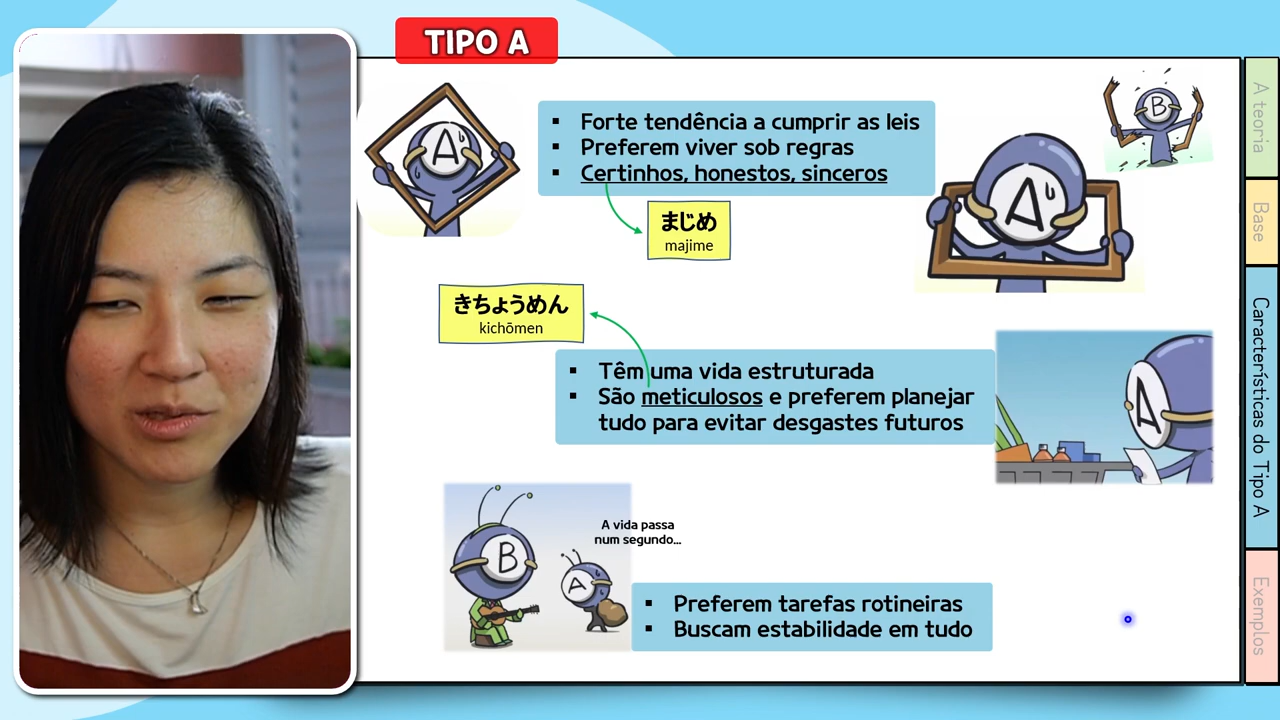 TIPO A
A
▪ Forte tendência a cumprir as leis
▪ Preferem viver sob regras
▪ Certinhos, honestos, sinceros
B
A
まじめ
majime
きちょうめん
kichōmen
▪ Têm uma vida estruturada
▪ São meticulosos e preferem planejar
tudo para evitar desgastes futuros
A
B
A
A vida passa
num segundo...
▪ Preferem tarefas rotineiras
▪ Buscam estabilidade em tudo
A teoria
Base
Características do Tipo A
Exemplos